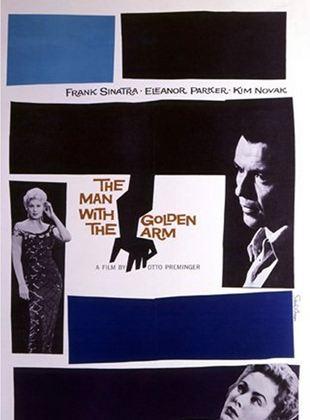 FRANK SINATRA · ELEANOR PARKER · KIM NOVAK
THE
MAN
WITH GOLDEN
THE ARM
A FILM BY OTTO PREMINGER